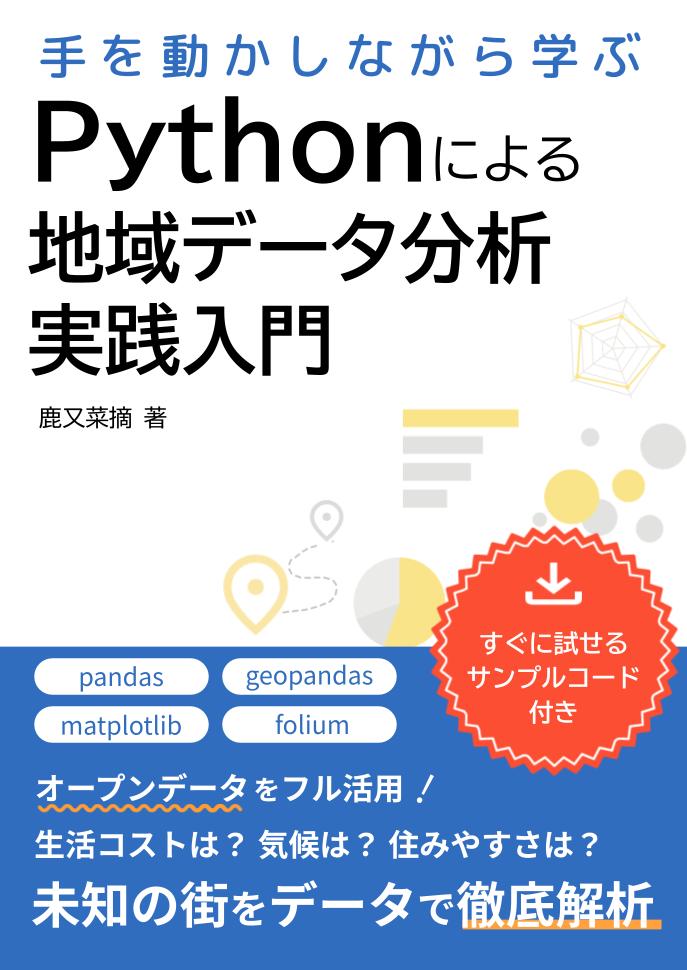 手を動かしながら学ぶ
Pythonによる
地域データ分析
実践入門
鹿又菜摘 著
すぐに試せる
サンプルコード
付き
pandas
geopandas
matplotlib
folium
オープンデータをフル活用！
生活コストは？ 気候は？ 住みやすさは？
未知の街をデータで徹底解析